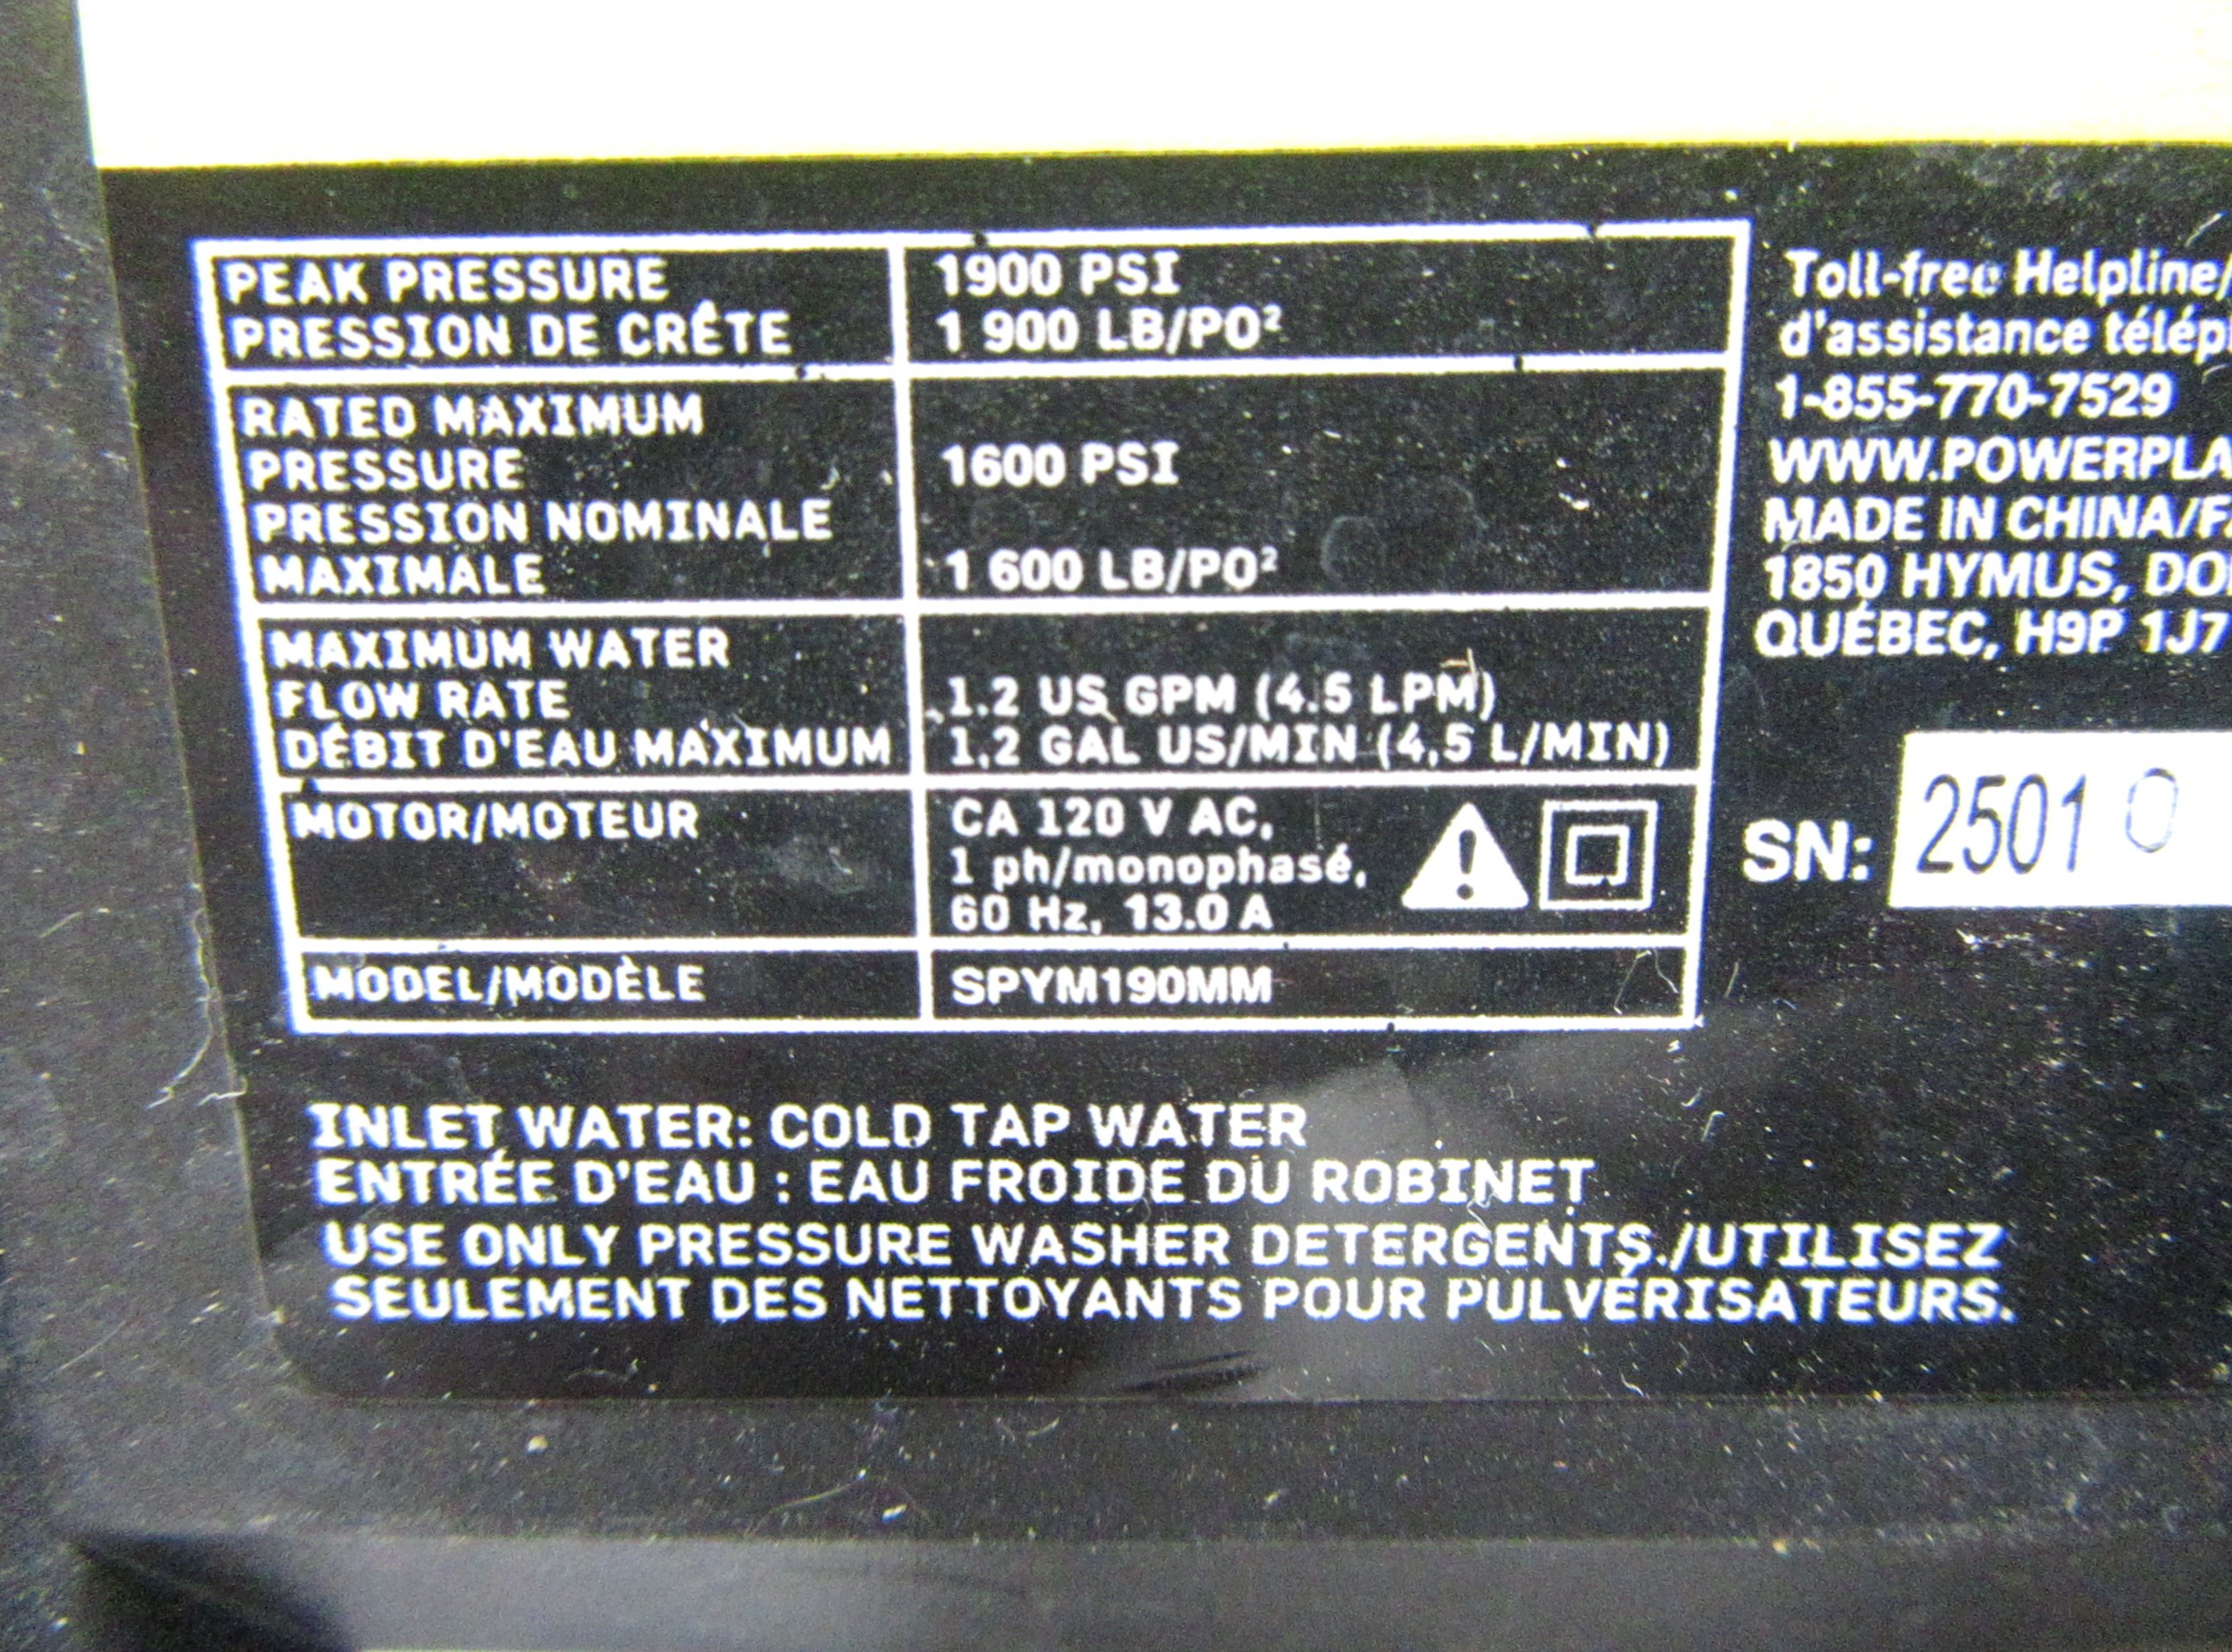 PEAK PRESSURE 1900 PSI
PRESSION DE CRÊTE 1 900 LB/PO²
RATED MAXIMUM
PRESSURE 1600 PSI
PRESSION NOMINALE
MAXIMALE 1 600 LB/PO²
MAXIMUM WATER
FLOW RATE 1.2 US GPM (4.5 LPM)
DÉBIT D'EAU MAXIMUM 1,2 GAL US/MIN (4,5 L/MIN)
MOTOR/MOTEUR CA 120 V AC,
1 ph/monophasé,
60 Hz, 13.0 A
MODEL/MODÈLE SPYM190MM
Toll-free Helpline/
d'assistance
1-855-770-7529
MADE IN CHINA/
1850 HYMUS,
QUÉBEC, H9P 1J7
SN: 2501 0
INLET WATER: COLD TAP WATER
ENTRÉE D'EAU : EAU FROIDE DU ROBINET
USE ONLY PRESSURE WASHER DETERGENTS./UTILISEZ
SEULEMENT DES NETTOYANTS POUR PULVÉRISATEURS.